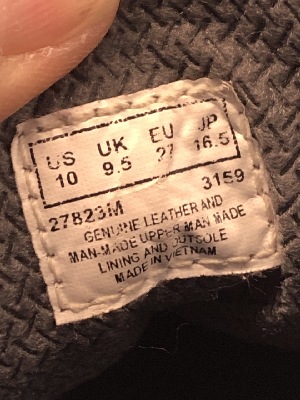 US UK EU JP
10 9.5 27 16.5
27823M 3159
GENUINE LEATHER AND
MAN-MADE UPPER MAN MADE
LINING AND OUTSOLE
MADE IN VIETNAM